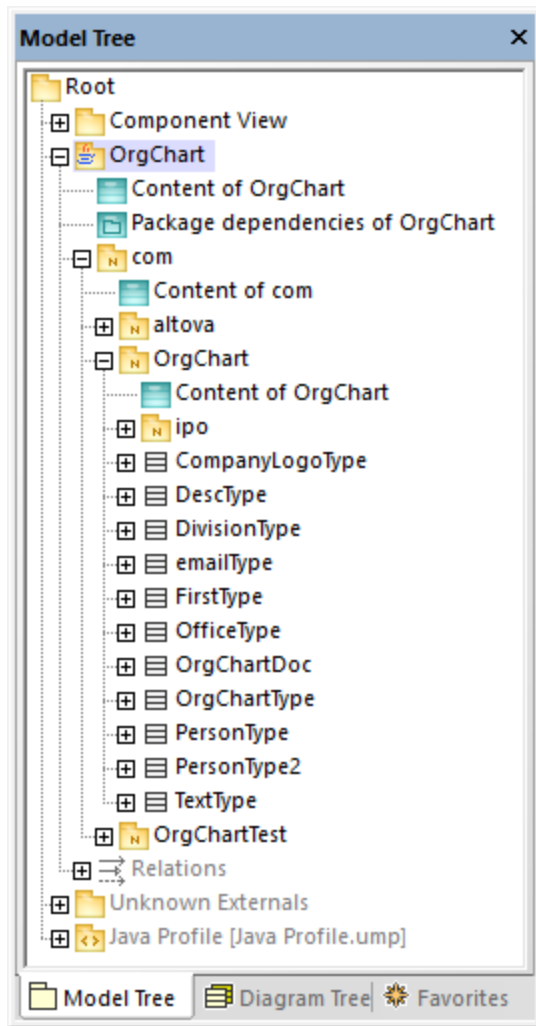 Model Tree
Root
Component View
OrgChart
Content of OrgChart
Package dependencies of OrgChart
com
Content of com
altova
OrgChart
Content of OrgChart
ipo
CompanyLogoType
DescType
DivisionType
emailType
FirstType
OfficeType
OrgChartDoc
OrgChartType
PersonType
PersonType2
TextType
OrgChartTest
Relations
Unknown Externals
Java Profile [Java Profile.ump]
Model Tree Diagram Tree Favorites